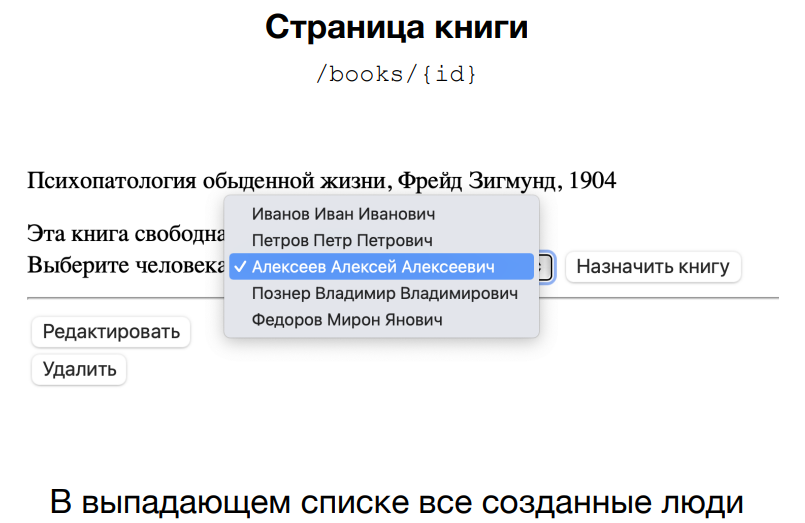 Страница книги
/books/{id}
Психопатология обыденной жизни, Фрейд Зигмунд, 1904
Эта книга свободна
Выберите человека
Иванов Иван Иванович
Петров Петр Петрович
✓ Алексеев Алексей Алексеевич
Познер Владимир Владимирович
Федоров Мирон Янович
Назначить книгу
Редактировать
Удалить
В выпадающем списке все созданные люди